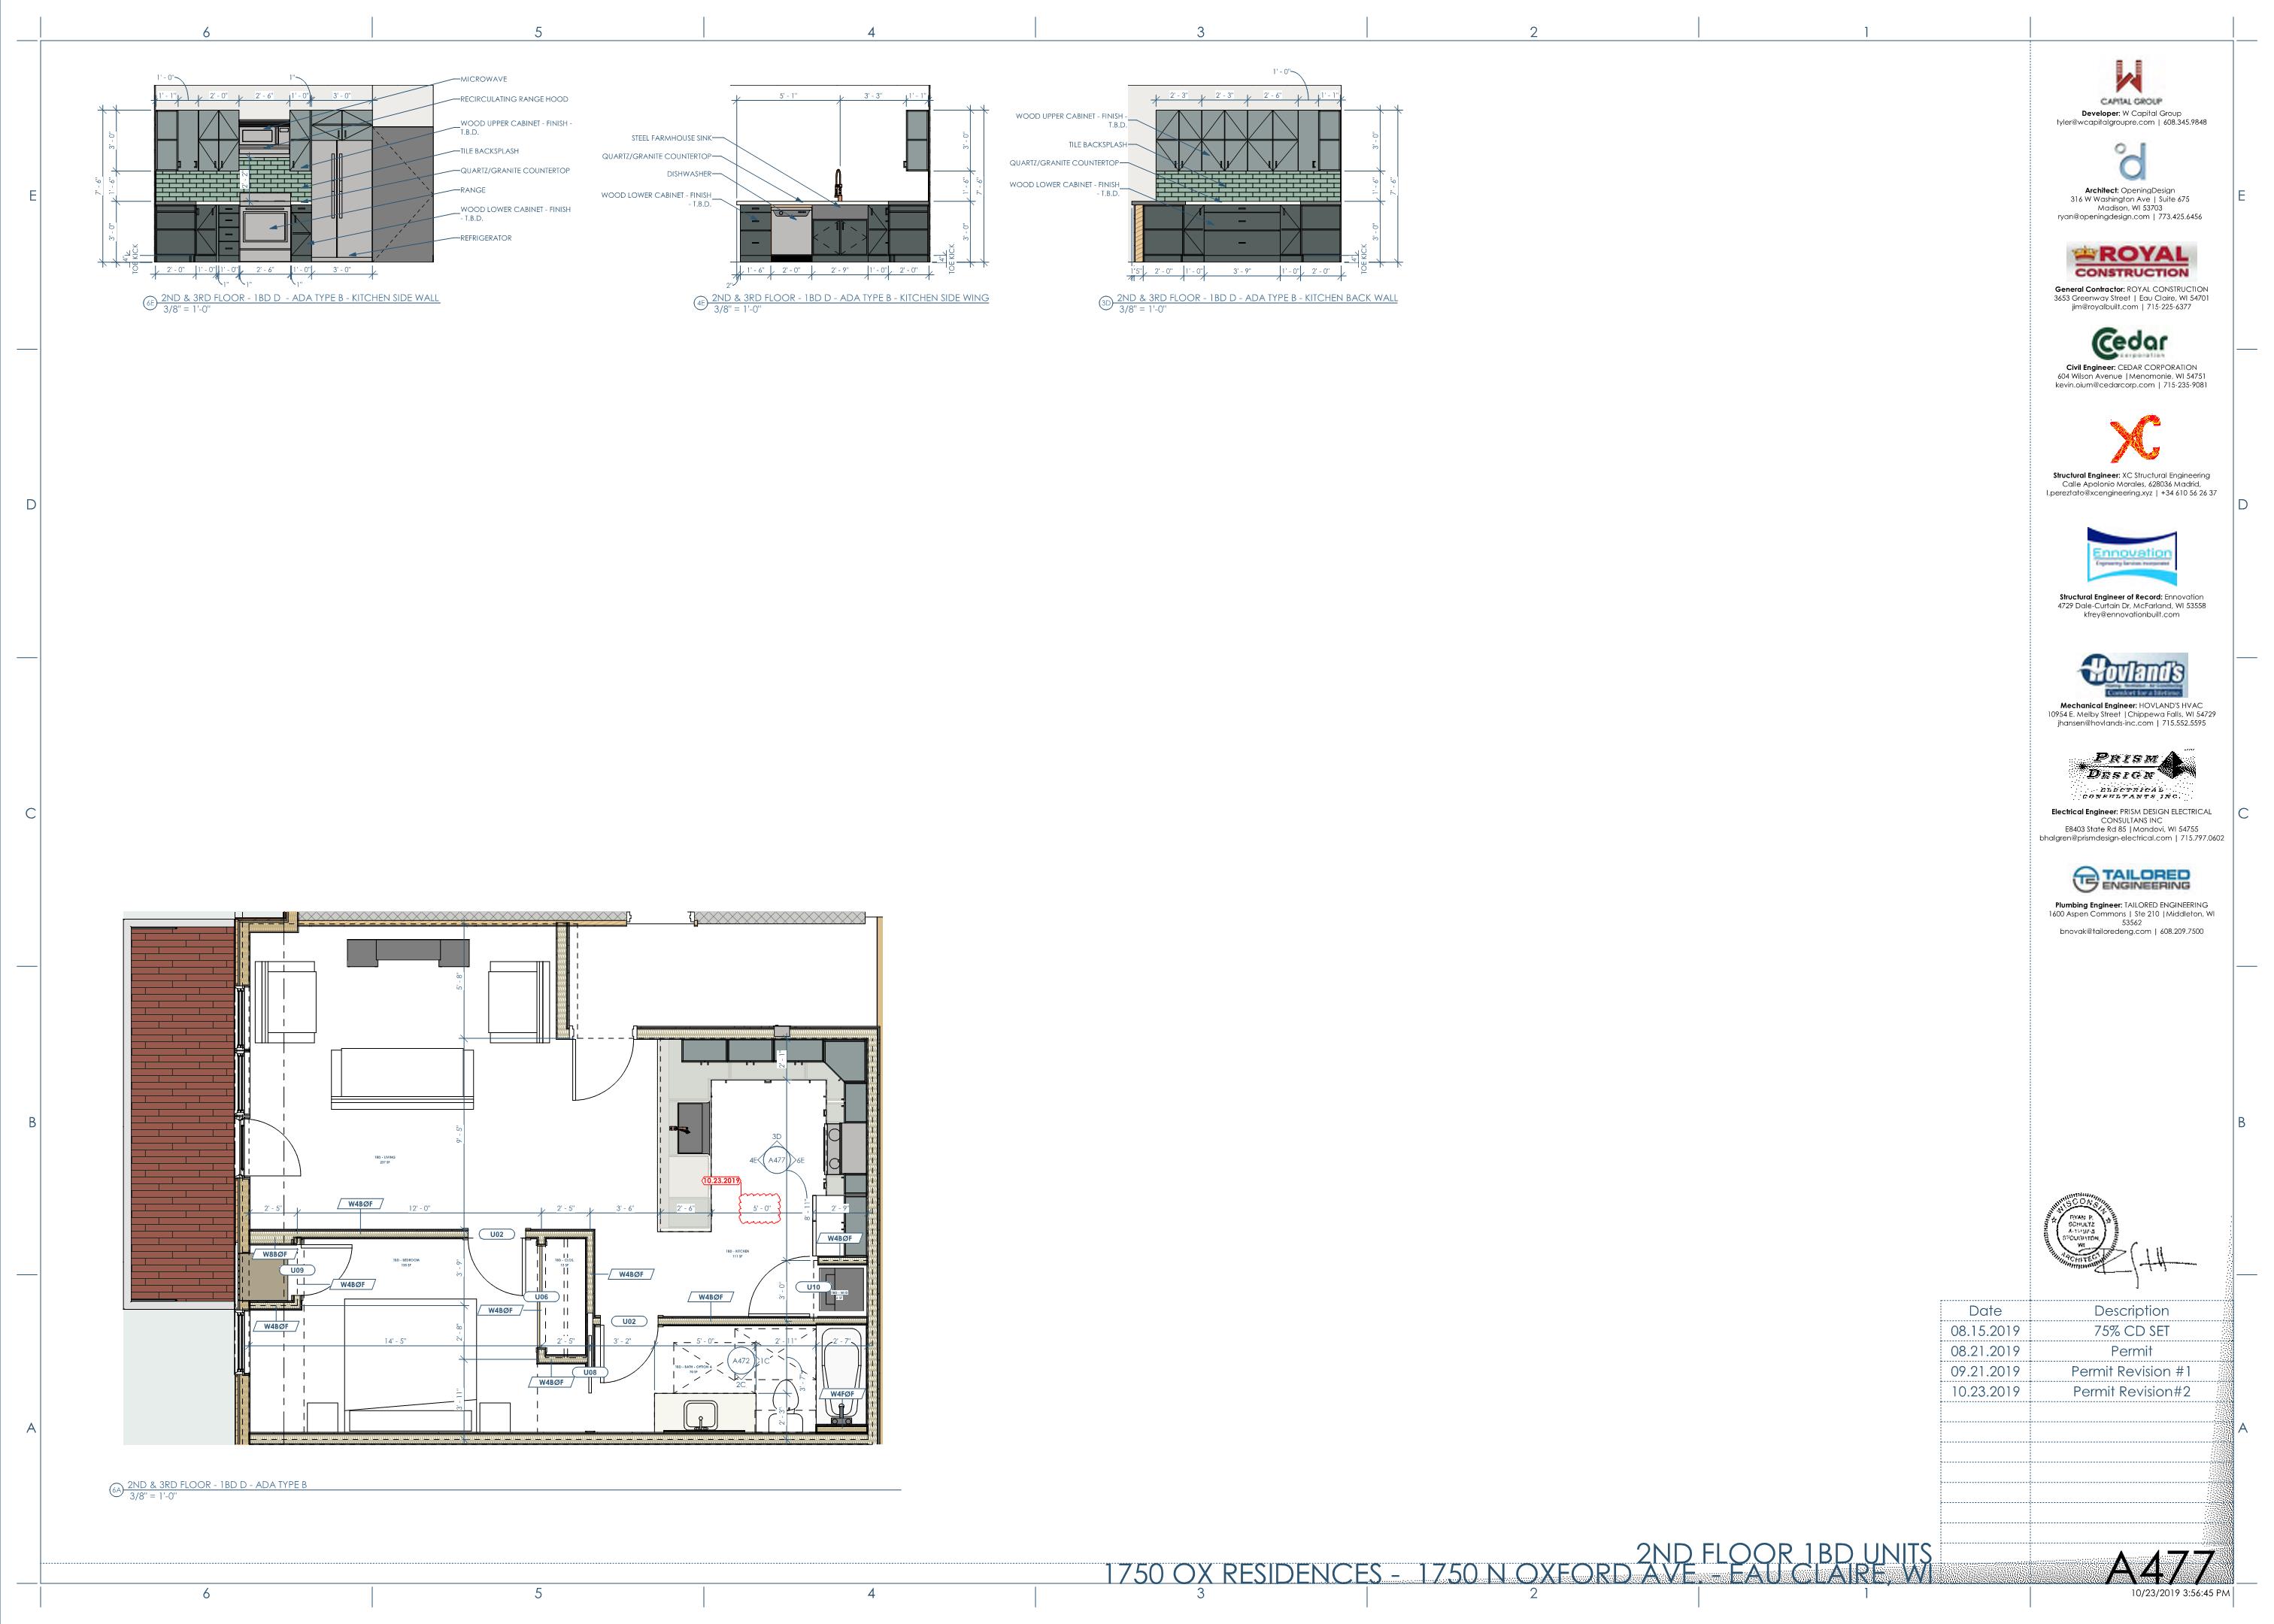 6
5
4
3
2
1
E
D
C
B
A
1' - 0"
1"
1' - 1"
2' - 0"
2' - 6"
1' - 0"
3' - 0"
7' - 6"
3' - 0"
1' - 6"
3' - 0"
2' - 2"
4"
TOE KICK
2' - 0"
1' - 0"
1' - 0"
2' - 6"
1' - 0"
3' - 0"
1"
1"
MICROWAVE
RECIRCULATING RANGE HOOD
WOOD UPPER CABINET - FINISH -
T.B.D.
TILE BACKSPLASH
QUARTZ/GRANITE COUNTERTOP
RANGE
WOOD LOWER CABINET - FINISH
- T.B.D.
REFRIGERATOR
6E
2ND & 3RD FLOOR - 1BD D - ADA TYPE B - KITCHEN SIDE WALL
3/8" = 1'-0"
5' - 1"
3' - 3"
1' - 1"
STEEL FARMHOUSE SINK
QUARTZ/GRANITE COUNTERTOP
DISHWASHER
WOOD LOWER CABINET - FINISH
- T.B.D.
3' - 0"
1' - 6"
3' - 0"
7' - 6"
4"
TOE KICK
1' - 6"
2' - 0"
2' - 9"
1' - 0"
2' - 0"
2"
4E
2ND & 3RD FLOOR - 1BD D - ADA TYPE B - KITCHEN SIDE WING
3/8" = 1'-0"
1' - 0"
2' - 3"
2' - 3"
2' - 6"
1' - 1"
WOOD UPPER CABINET - FINISH -
T.B.D.
TILE BACKSPLASH
QUARTZ/GRANITE COUNTERTOP
WOOD LOWER CABINET - FINISH
- T.B.D.
3' - 0"
1' - 6"
3' - 0"
7' - 6"
4"
TOE KICK
1'5"
2' - 0"
1' - 0"
3' - 9"
1' - 0"
2' - 0"
3D
2ND & 3RD FLOOR - 1BD D - ADA TYPE B - KITCHEN BACK WALL
3/8" = 1'-0"
5' - 8"
9' - 5"
2' - 1"
3D
4E
A477
6E
10.23.2019
8' - 11"
2' - 5"
W4BØF
12' - 0"
2' - 5"
3' - 6"
2' - 6"
5' - 0"
2' - 9"
U02
W4BØF
W8BØF
U09
W4BØF
3' - 9"
W4BØF
U10
3' - 0"
U06
W4BØF
W4BØF
W4BØF
U02
2' - 8"
14' - 5"
2' - 5"
3' - 2"
5' - 0"
2' - 11"
2' - 7"
A472
1C
2C
U08
W4BØF
W4FØF
3' - 7"
3' - 11"
2' - 3"
6A
2ND & 3RD FLOOR - 1BD D - ADA TYPE B
3/8" = 1'-0"
W
CAPITAL GROUP
Developer: W Capital Group
tyler@wcapitalgroupre.com | 608.345.9848
Architect: OpeningDesign
316 W Washington Ave | Suite 675
Madison, WI 53703
ryan@openingdesign.com | 773.425.6456
ROYAL
CONSTRUCTION
General Contractor: ROYAL CONSTRUCTION
3653 Greenway Street | Eau Claire, WI 54701
jim@royalbuilt.com | 715-225-6377
Cedar
corporation
Civil Engineer: CEDAR CORPORATION
604 Wilson Avenue |Menomonie, WI 54751
kevin.oium@cedarcorp.com | 715-235-9081
XC
Structural Engineer: XC Structural Engineering
Calle Apolonio Morales, 628036 Madrid,
l.pereztato@xcengineering.xyz | +34 610 56 26 37
Ennovation
Engineering Services Incorporated
Structural Engineer of Record: Ennovation
4729 Dale-Curtain Dr, McFarland, WI 53558
kfrey@ennovationbuilt.com
Hovland's
Heating · Ventilation · Air Conditioning
Comfort for a lifetime
Mechanical Engineer: HOVLAND'S HVAC
10954 E. Melby Street |Chippewa Falls, WI 54729
jhansen@hovlands-inc.com | 715.552.5595
PRISM
DESIGN
ELECTRICAL
CONSULTANTS INC.
Electrical Engineer: PRISM DESIGN ELECTRICAL
CONSULTANS INC
E8403 State Rd 85 |Mondovi, WI 54755
bhalgren@prismdesign-electrical.com | 715.797.0602
TE TAILORED
ENGINEERING
Plumbing Engineer: TAILORED ENGINEERING
1600 Aspen Commons | Ste 210 |Middleton, WI
53562
bnovak@tailoredeng.com | 608.209.7500
WISCONSIN
RYAN P.
SCHULTZ
STOUGHTON,
WI
ARCHITECT
Date Description
08.15.2019 75% CD SET
08.21.2019 Permit
09.21.2019 Permit Revision #1
10.23.2019 Permit Revision#2
2ND FLOOR 1BD UNITS
1750 OX RESIDENCES - 1750 N OXFORD AVE. - EAU CLAIRE, WI
A477
10/23/2019 3:56:45 PM
6
5
4
3
2
1
E
D
C
B
A